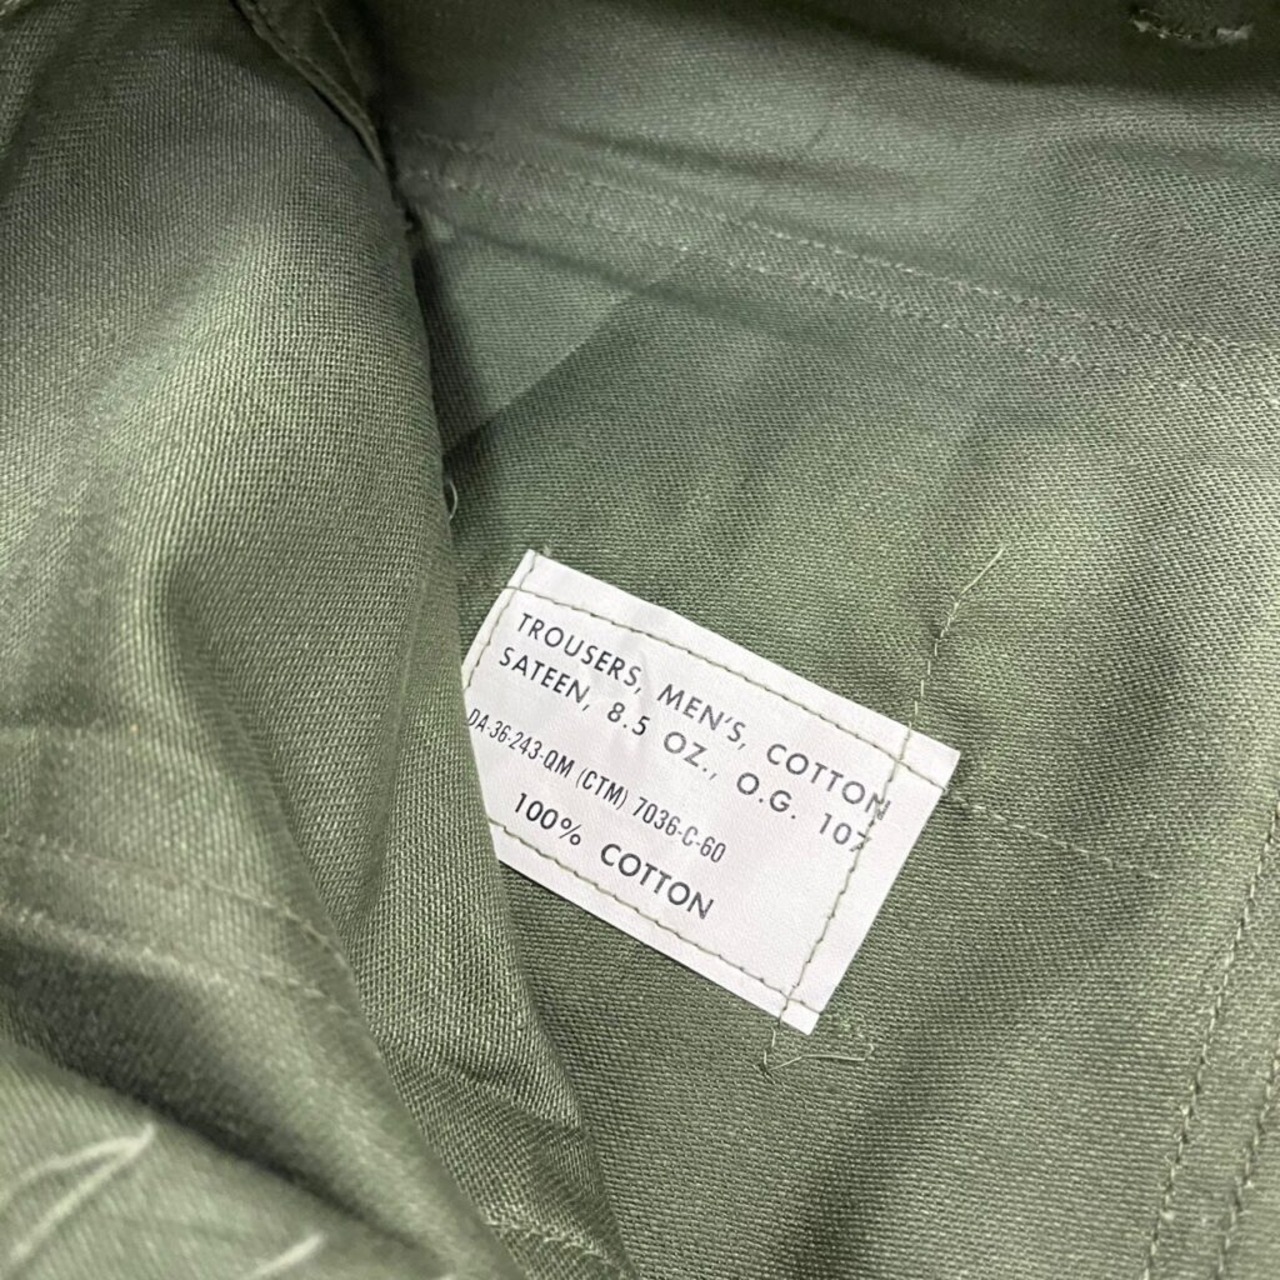 TROUSERS, MEN'S, COTTON
SATEEN, 8.5 OZ., O.G. 107
DA-36-243-QM (CTM) 7036-C-60
100% COTTON